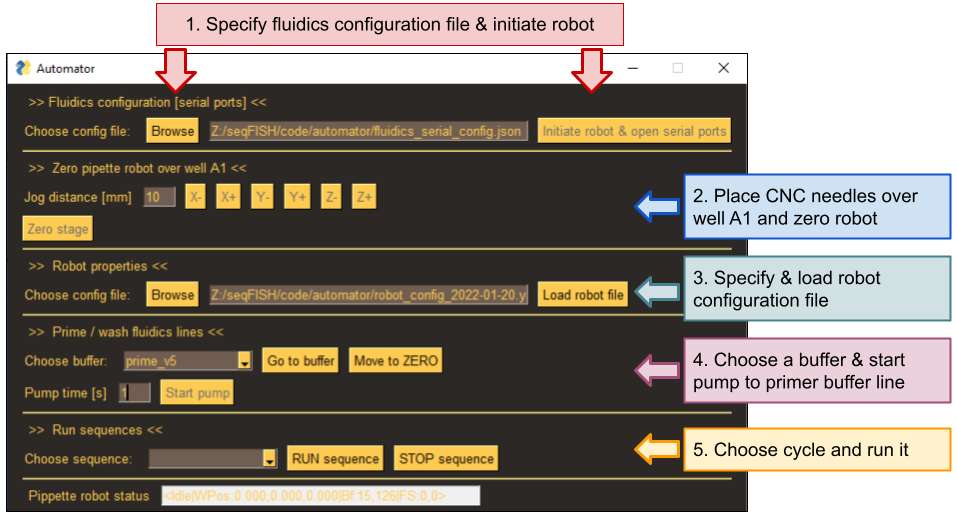 1. Specify fluidics configuration file & initiate robot
Automator
>> Fluidics configuration [serial ports] <<
Choose config file: Browse Z:/seqFISH/code/automator/fluidics_serial_config.json Initiate robot & open serial ports
>> Zero pipette robot over well A1 <<
Jog distance [mm] 10 X- X+ Y- Y+ Z- Z+
Zero stage
2. Place CNC needles over
well A1 and zero robot
>> Robot properties <<
Choose config file: Browse Z:/seqFISH/code/automator/robot_config_2022-01-20.y Load robot file
3. Specify & load robot
configuration file
>> Prime / wash fluidics lines <<
Choose buffer: prime_v5 Go to buffer Move to ZERO
Pump time [s] 1 Start pump
4. Choose a buffer & start
pump to primer buffer line
>> Run sequences <<
Choose sequence: RUN sequence STOP sequence
5. Choose cycle and run it
Pippette robot status <Idle|WPos:0.000,0.000,0.000|Bf:15,126|FS:0,0>